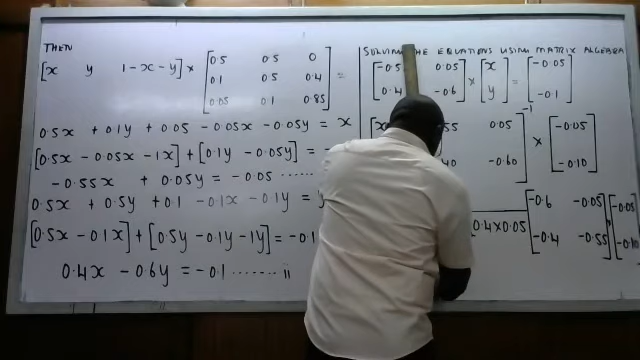 THEN
[x y 1-x-y] × [0.5 0.5 0
0.1 0.5 0.4
0.05 0.1 0.85] =
0.5x + 0.1y + 0.05 - 0.05x - 0.05y = x
[0.5x - 0.05x - 1x] + [0.1y - 0.05y] =
-0.55x + 0.05y = -0.05 ......
0.5x + 0.5y + 0.1 - 0.1x - 0.1y =
[0.5x - 0.1x] + [0.5y - 0.1y - 1y] = -0.1
0.4x - 0.6y = -0.1 ....... ii
SOLVING THE EQUATIONS USING MATRIX ALGEBRA
[-0.5 0.05
0.4 -0.6] × [x
y] = [-0.05
-0.1]
[x 55 0.05
40 -0.60]-1 × [-0.05
-0.10]
[0.4×0.05 [-0.6 -0.05
-0.4 -0.55] [-0.05
-0.10